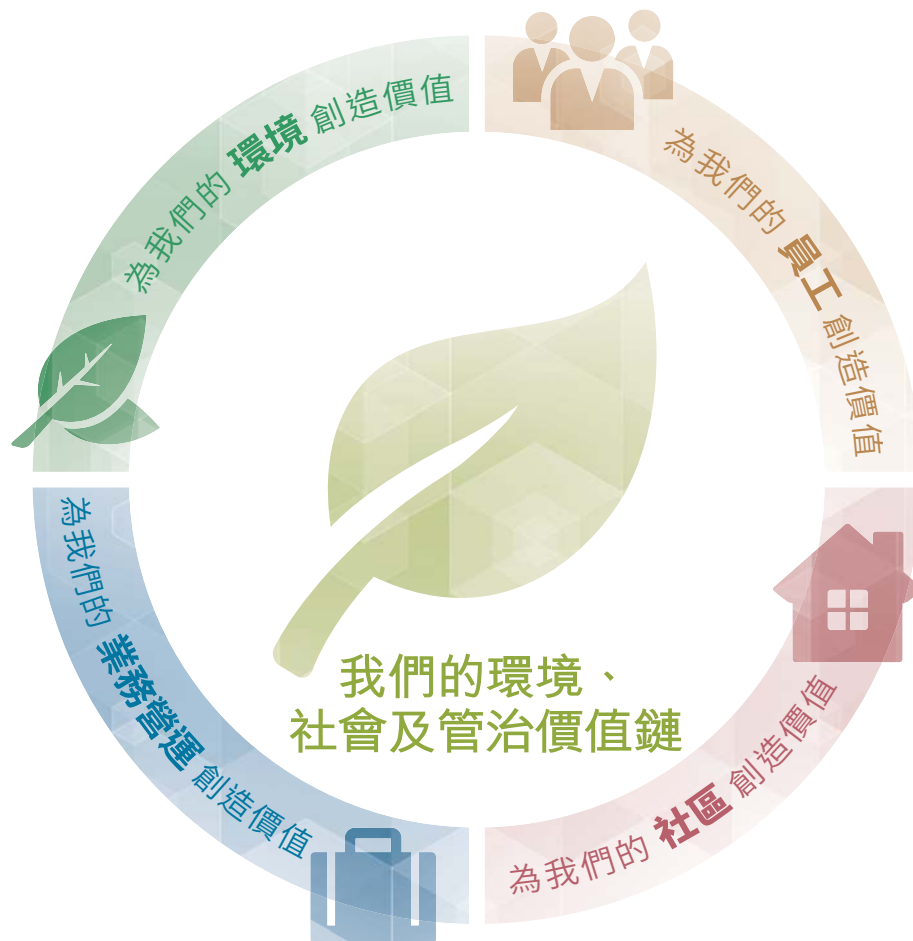 為我們的 環境 創造價值
為我們的 員工 創造價值
為我們的 業務營運 創造價值
為我們的 社區 創造價值
我們的環境、
社會及管治價值鏈